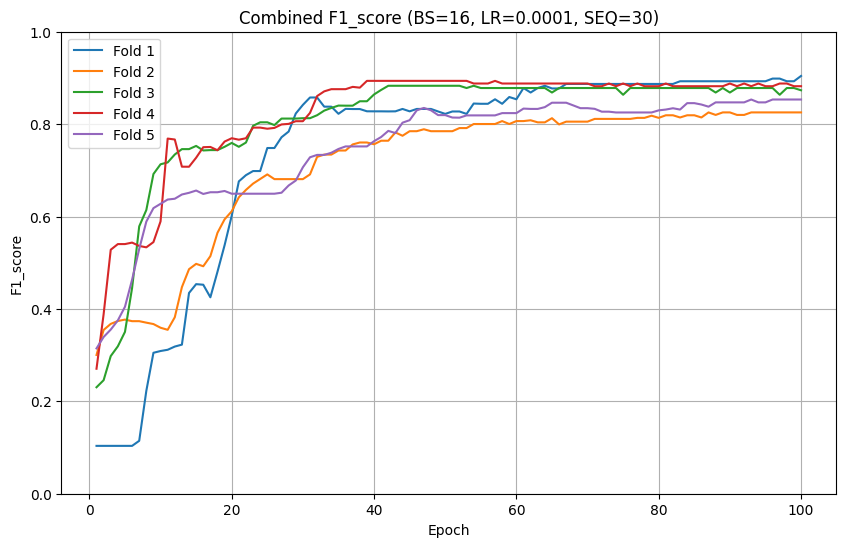 Combined F1_score (BS=16, LR=0.0001, SEQ=30)
1.0
0.8
0.6
0.4
0.2
0.0
F1_score
Fold 1
Fold 2
Fold 3
Fold 4
Fold 5
0 20 40 60 80 100
Epoch